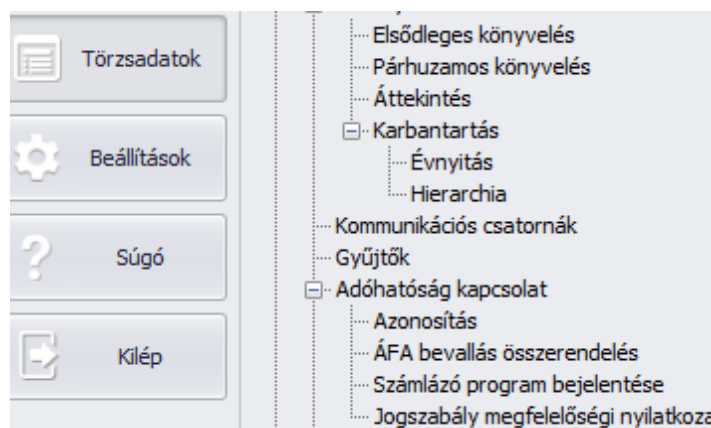 Törzsadatok
Beállítások
Súgó
Kilép
Elsődleges könyvelés
Párhuzamos könyvelés
Áttekintés
Karbantartás
Évnyitás
Hierarchia
Kommunikációs csatornák
Gyűjtők
Adóhatóság kapcsolat
Azonosítás
ÁFA bevallás összerendelés
Számlázó program bejelentése
Jogszabály megfelelőségi nyilatkoza